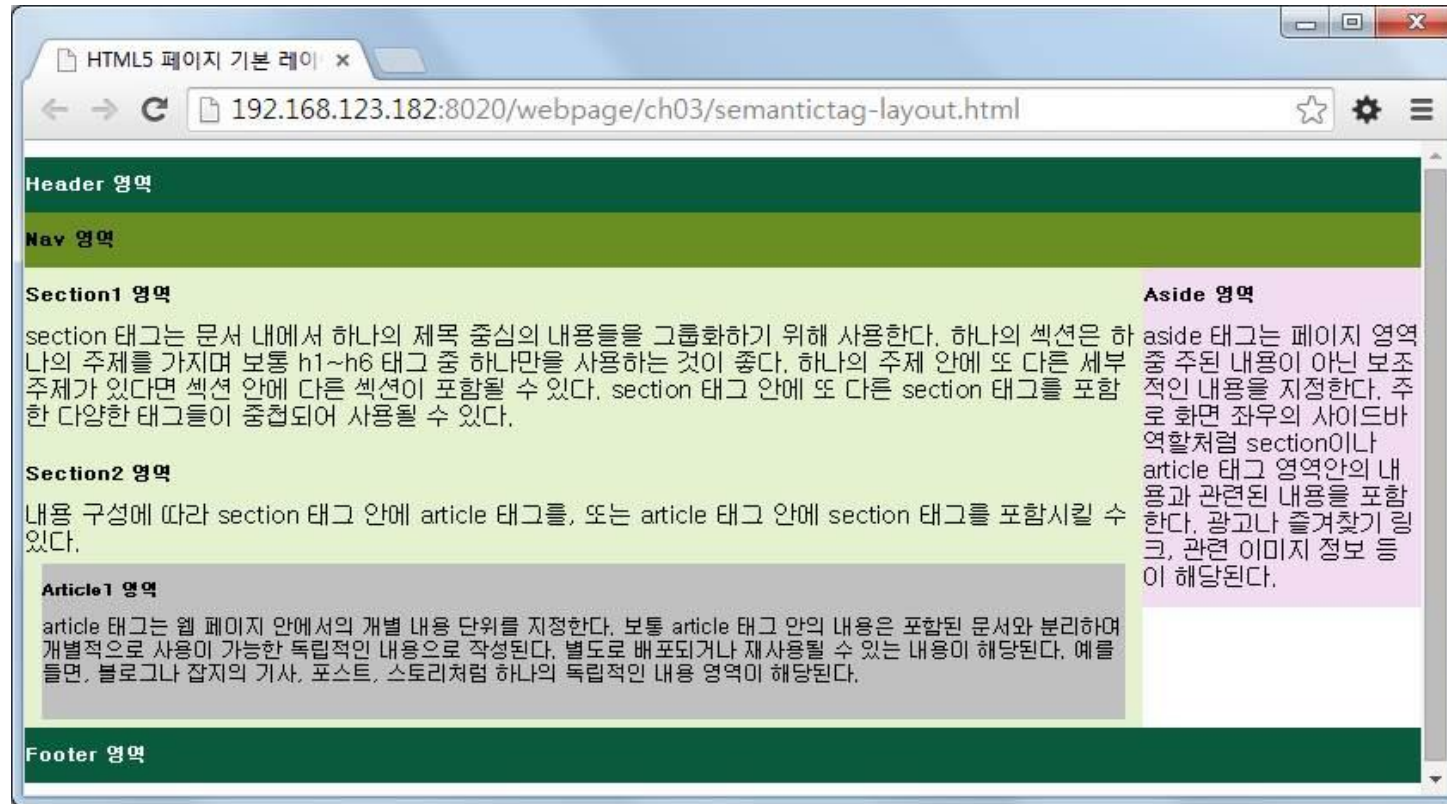 HTML5 페이지 기본 레이
192.168.123.182:8020/webpage/ch03/semantictag-layout.html
Header 영역
Nav 영역
Section1 영역
section 태그는 문서 내에서 하나의 제목 중심의 내용들을 그룹화하기 위해 사용한다. 하나의 섹션은 하
나의 주제를 가지며 보통 h1~h6 태그 중 하나만을 사용하는 것이 좋다. 하나의 주제 안에 또 다른 세부
주제가 있다면 섹션 안에 다른 섹션이 포함될 수 있다. section 태그 안에 또 다른 section 태그를 포함
한 다양한 태그들이 중첩되어 사용될 수 있다.
Section2 영역
내용 구성에 따라 section 태그 안에 article 태그를, 또는 article 태그 안에 section 태그를 포함시킬 수
있다.
Article1 영역
article 태그는 웹 페이지 안에서의 개별 내용 단위를 지정한다. 보통 article 태그 안의 내용은 포함된 문서와 분리하며
개별적으로 사용이 가능한 독립적인 내용으로 작성된다. 별도로 배포되거나 재사용될 수 있는 내용이 해당된다. 예를
들면, 블로그나 잡지의 기사, 포스트, 스토리처럼 하나의 독립적인 내용 영역이 해당된다.
Aside 영역
aside 태그는 페이지 영역
중 주된 내용이 아닌 보조
적인 내용을 지정한다. 주
로 화면 좌우의 사이드바
역할처럼 section이나
article 태그 영역안의 내
용과 관련된 내용을 포함
한다. 광고나 즐겨찾기 링
크, 관련 이미지 정보 등
이 해당된다.
Footer 영역